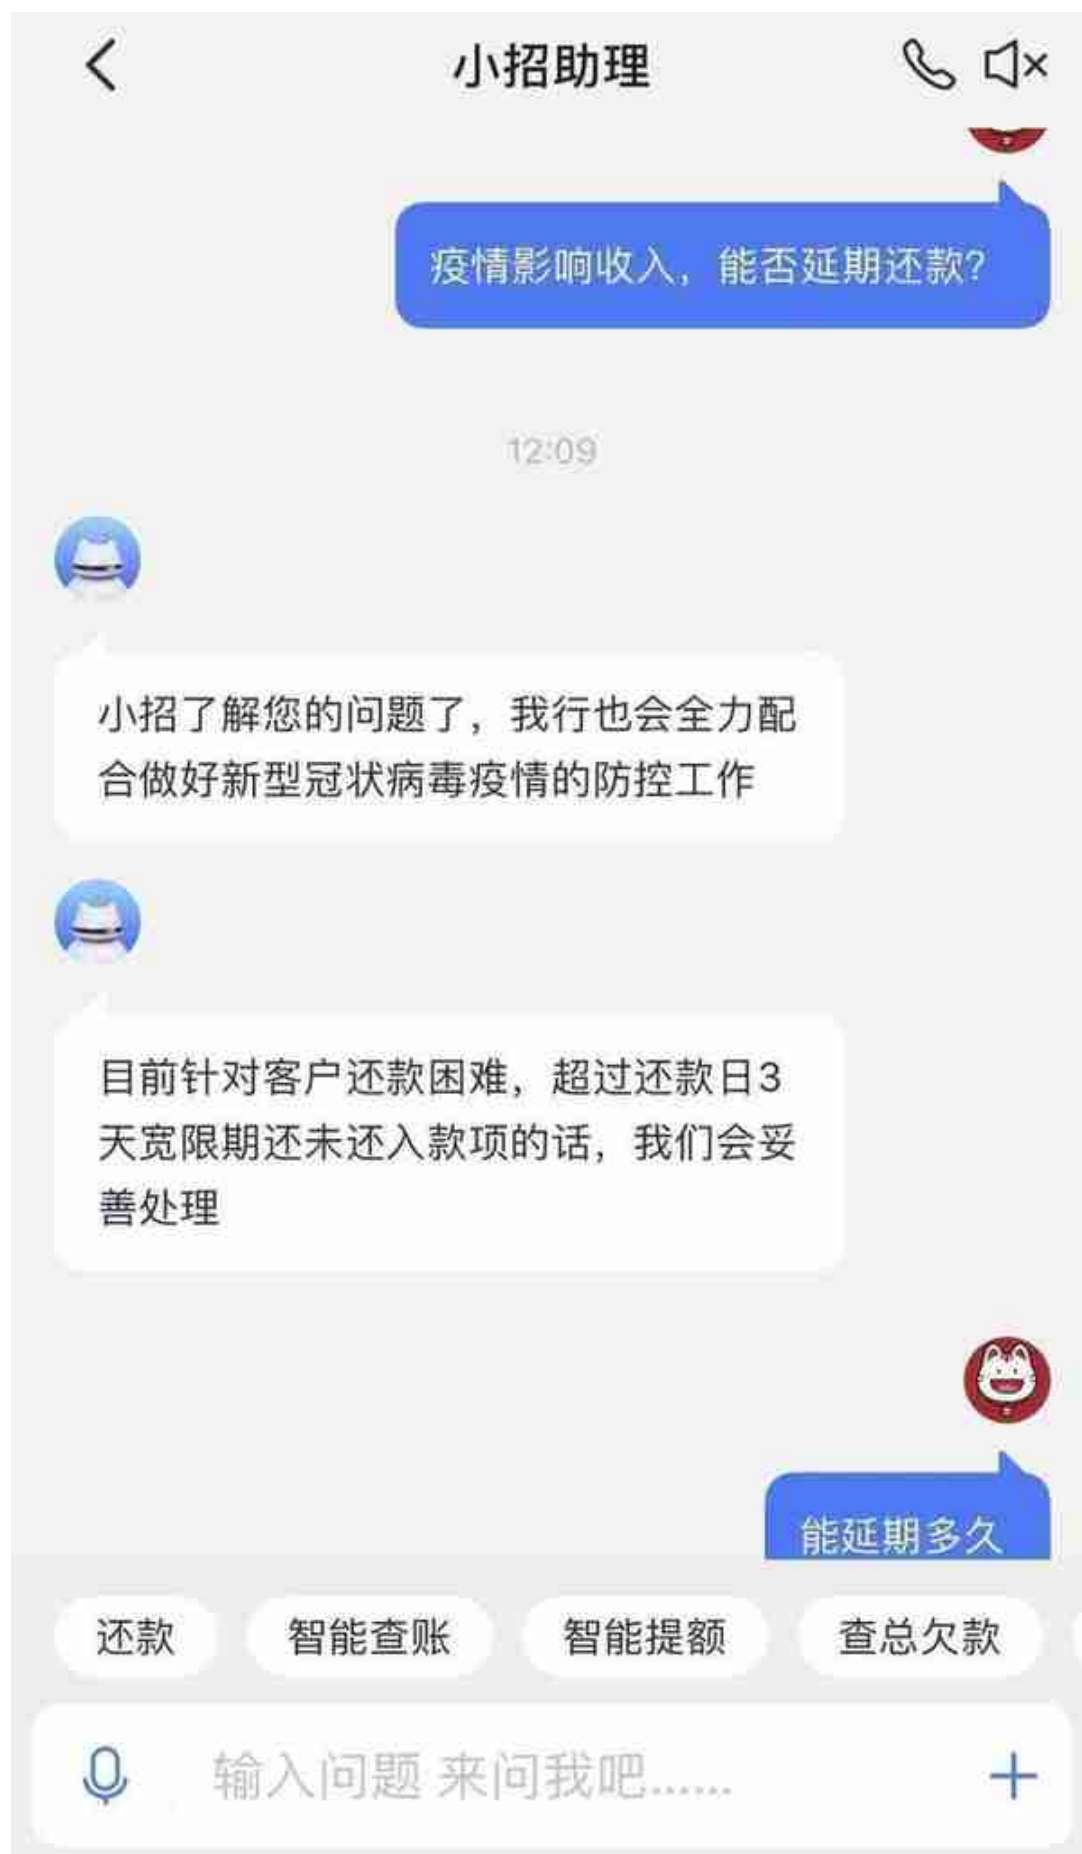 小招助理
疫情影响收入，能否延期还款?
12:09
小招了解您的问题了，我行也会全力配
合做好新型冠状病毒疫情的防控工作
目前针对客户还款困难，超过还款日3
天宽限期还未还入款项的话，我们会妥
善处理
能延期多久
还款
智能查账
智能提额
查总欠款
输入问题 来问我吧......